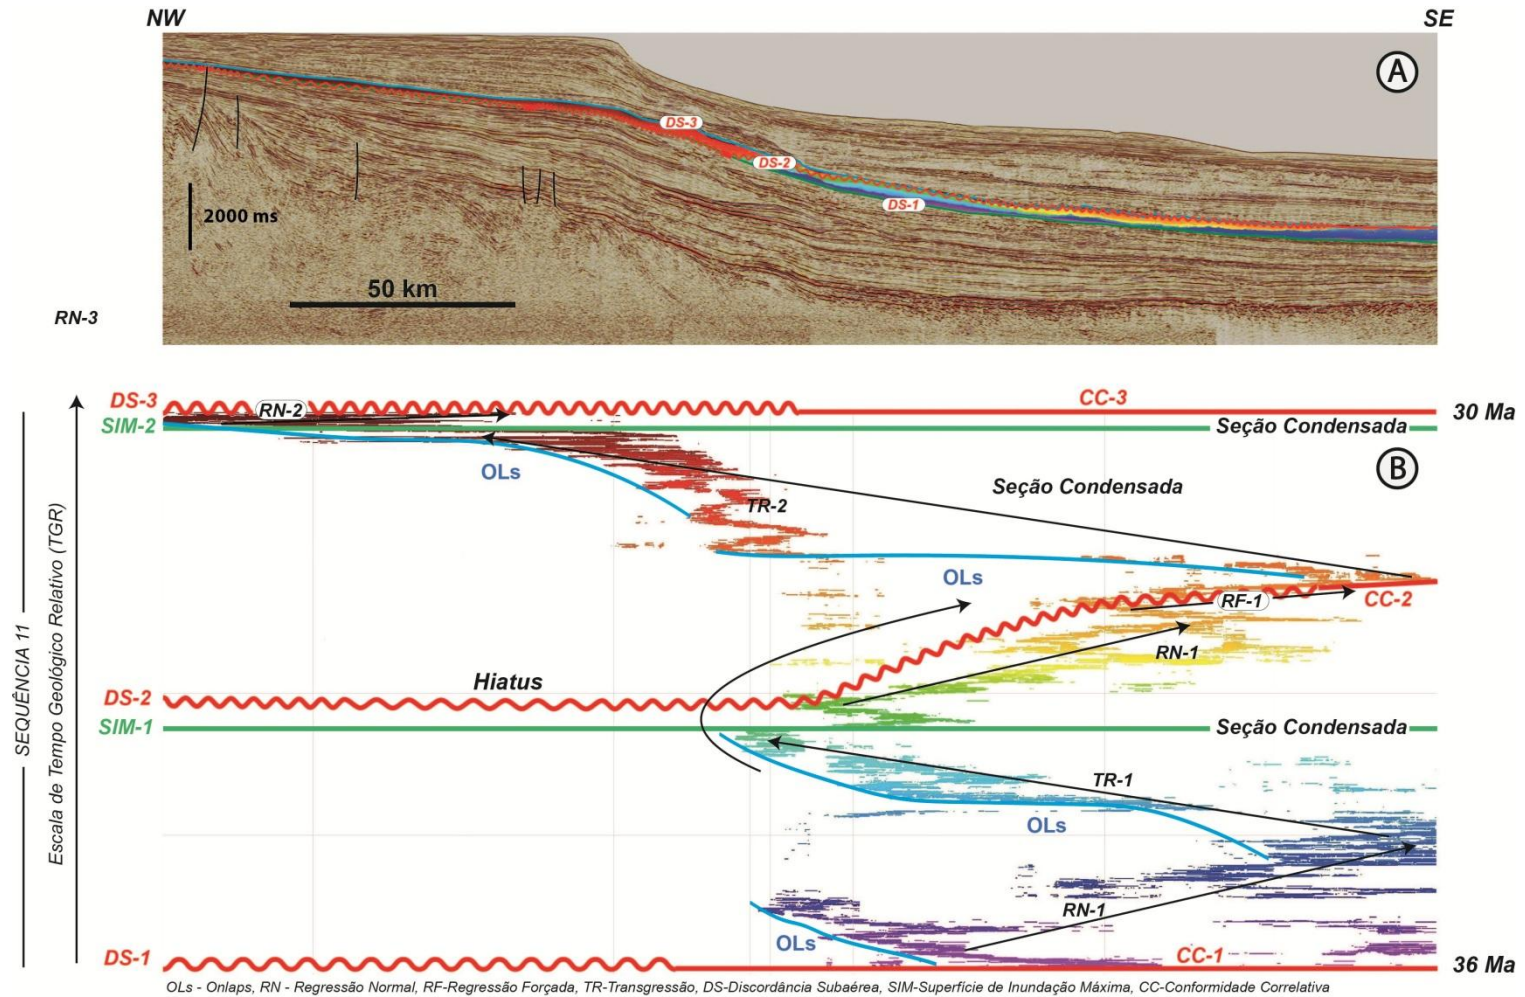 NW
SE
A
DS-3
DS-2
DS-1
2000 ms
50 km
RN-3
DS-3
RN-2
CC-3
30 Ma
SIM-2
Seção Condensada
OLs
B
Seção Condensada
TR-2
OLs
RF-1
CC-2
RN-1
Hiatus
DS-2
SIM-1
Seção Condensada
TR-1
OLs
RN-1
OLs
DS-1
CC-1
36 Ma
SEQUÊNCIA 11
Escala de Tempo Geológico Relativo (TGR)
OLs - Onlaps, RN - Regressão Normal, RF-Regressão Forçada, TR-Transgressão, DS-Discordância Subaérea, SIM-Superfície de Inundação Máxima, CC-Conformidade Correlativa